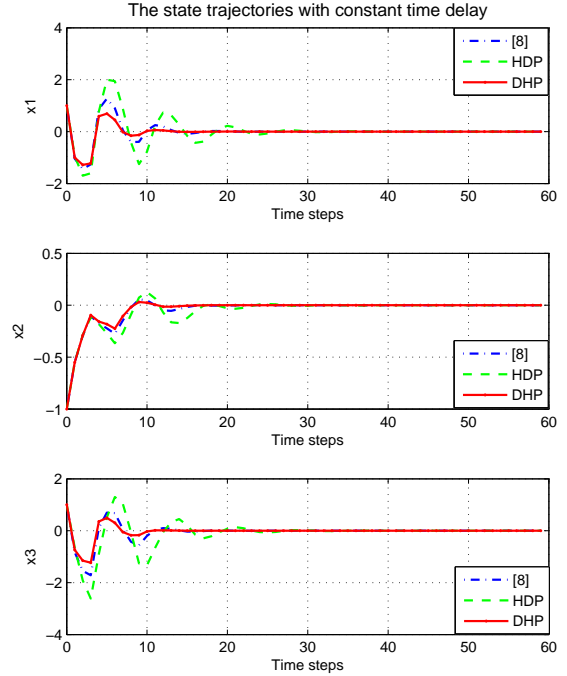 The state trajectories with constant time delay
4
2
0
−2
x1
0 10 20 30 40 50 60
Time steps
[8]
HDP
DHP
0.5
0
−0.5
−1
x2
0 10 20 30 40 50 60
Time steps
[8]
HDP
DHP
2
0
−2
−4
x3
0 10 20 30 40 50 60
Time steps
[8]
HDP
DHP